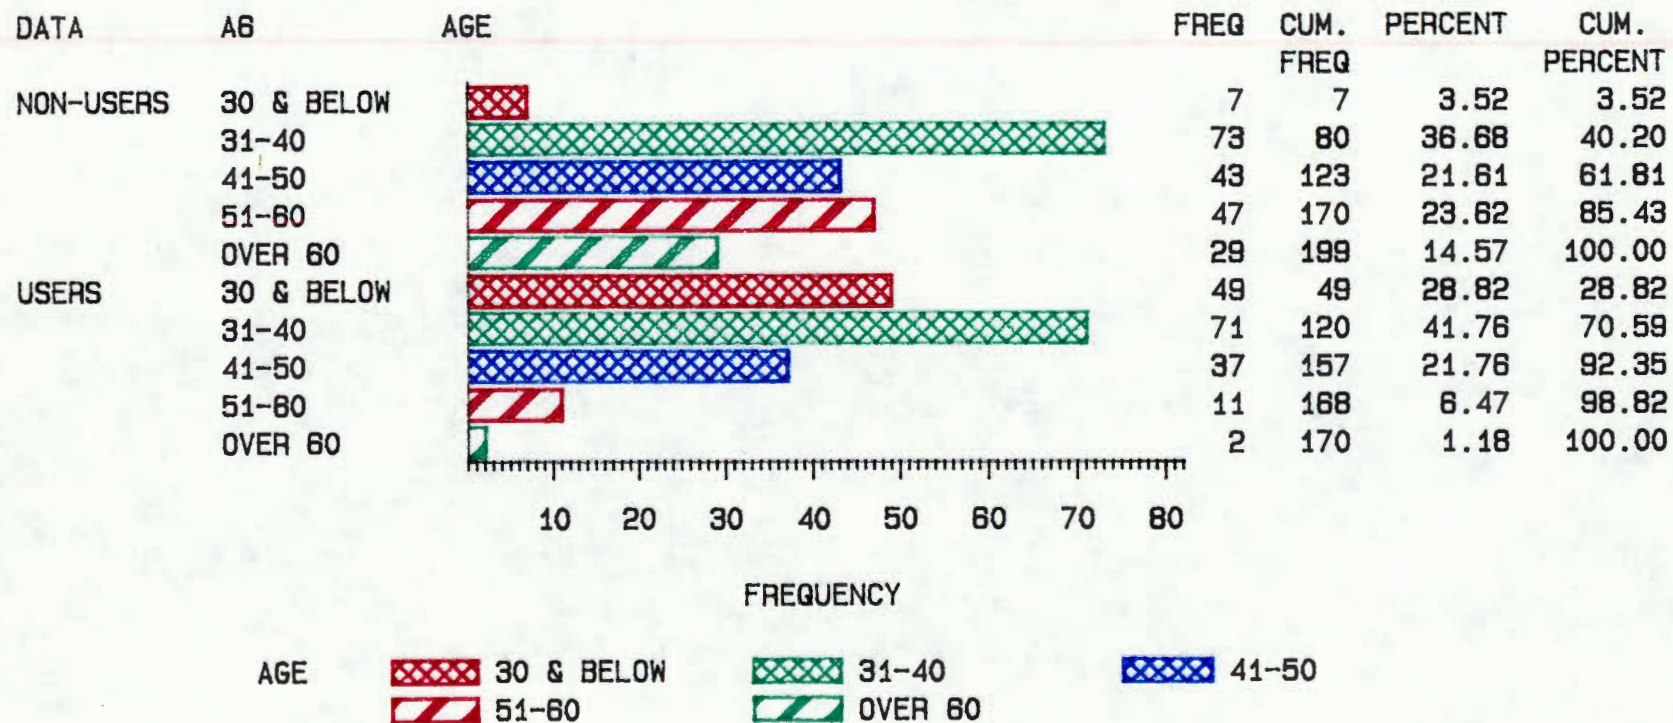 DATA A6 AGE FREQ CUM. PERCENT CUM.
FREQ PERCENT
NON-USERS 30 & BELOW 7 7 3.52 3.52
31-40 73 80 36.68 40.20
41-50 43 123 21.61 61.81
51-60 47 170 23.62 85.43
OVER 60 29 199 14.57 100.00
USERS 30 & BELOW 49 49 28.82 28.82
31-40 71 120 41.76 70.59
41-50 37 157 21.76 92.35
51-60 11 168 6.47 98.82
OVER 60 2 170 1.18 100.00
10 20 30 40 50 60 70 80
FREQUENCY
AGE 30 & BELOW 31-40 41-50
51-60 OVER 60